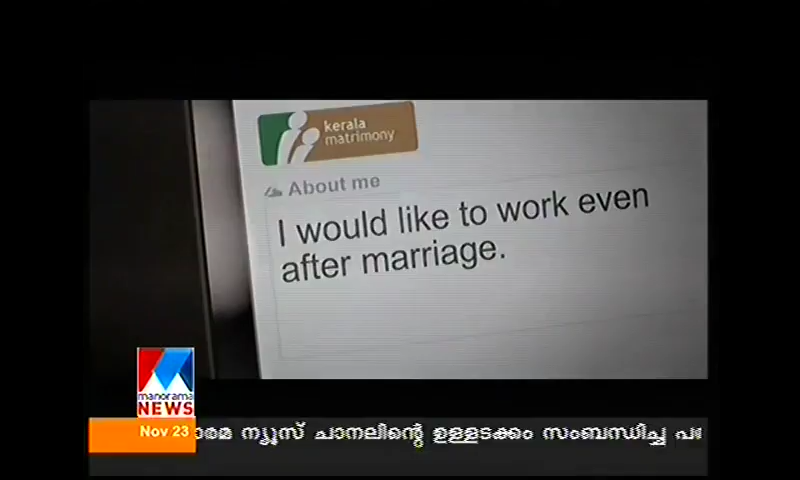 kerala
matrimony
About me
I would like to work even
after marriage.
manorama
NEWS
Nov 23
ന്യൂസ് ചാനലിന്റെ ഉള്ളടക്കം സംബന്ധിച്ച